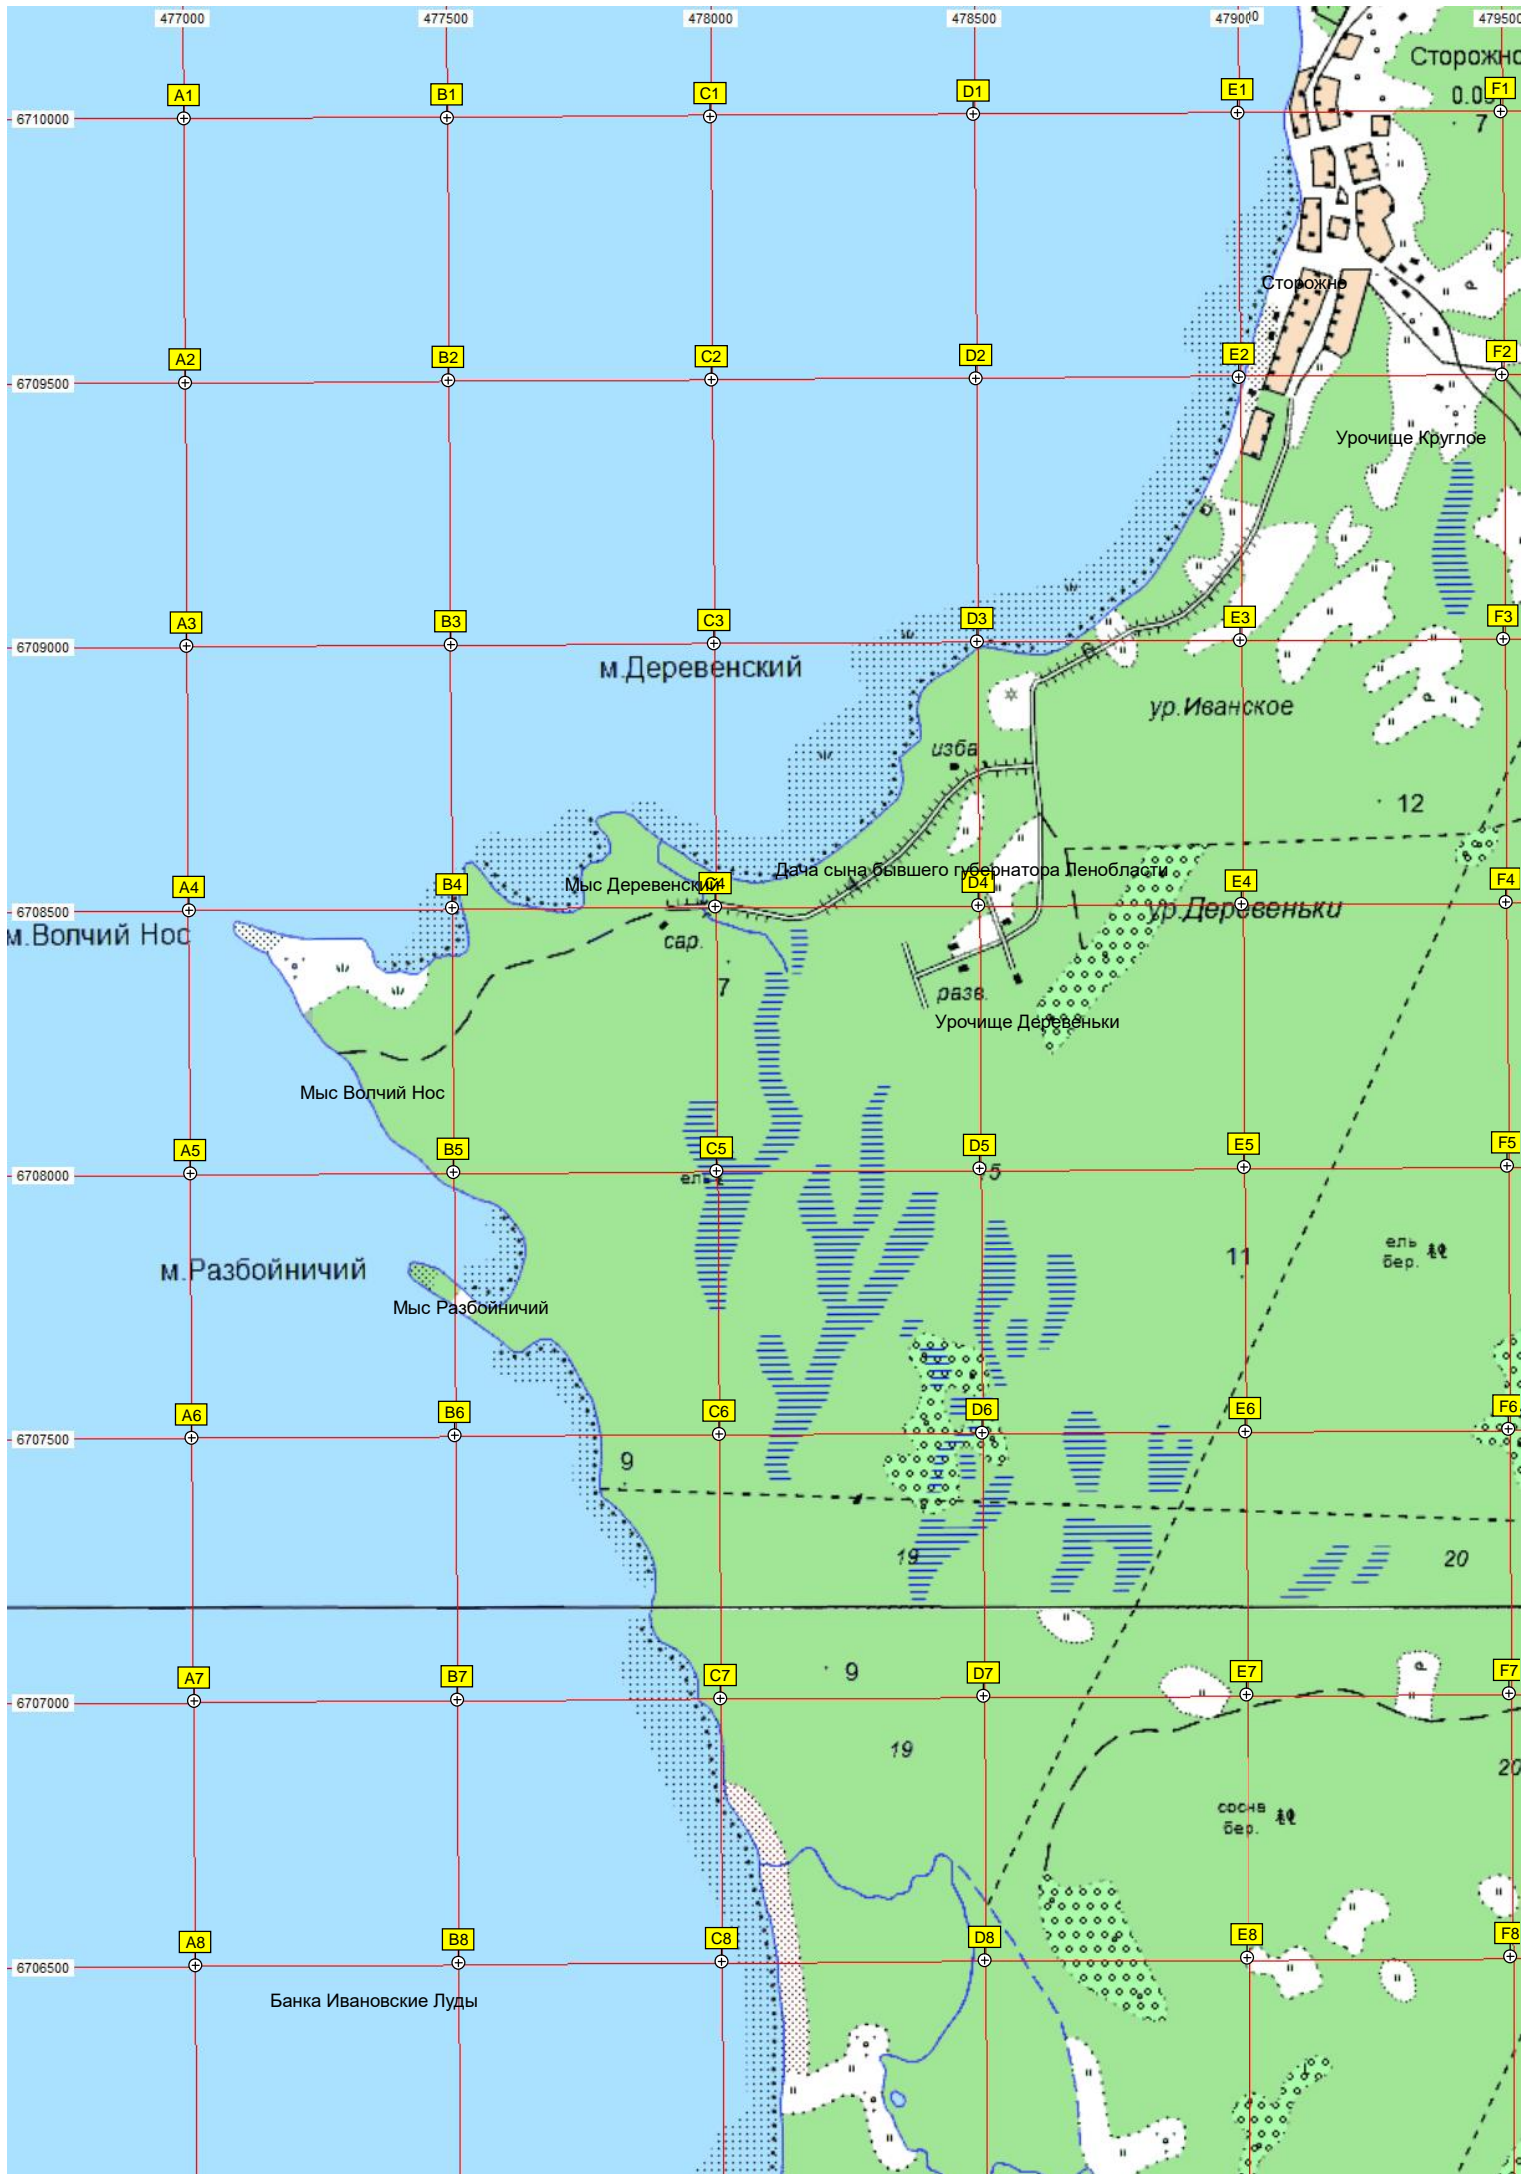 477000 477500 478000 478500 479000 479500
Сторожно
A1 B1 C1 D1 E1 F1
6710000
7
Сторожно
A2 B2 C2 D2 E2 F2
6709500
Урочище Круглое
A3 B3 C3 D3 E3 F3
6709000
м.Деревенский
ур.Иванское
изба
12
Дача сына бывшего губернатора Ленобласти
Мыс Деревенский
A4 B4 C4 D4 E4 F4
6708500
ур.Деревеньки
м.Волчий Нос
сар.
7
разв.
Урочище Деревеньки
Мыс Волчий Нос
A5 B5 C5 D5 E5 F5
6708000
ель
5
м.Разбойничий
11
ель
бер.
Мыс Разбойничий
A6 B6 C6 D6 E6 F6
6707500
9
19
20
9
A7 B7 C7 D7 E7 F7
6707000
19
20
сосна
бер.
A8 B8 C8 D8 E8 F8
6706500
Банка Ивановские Луды